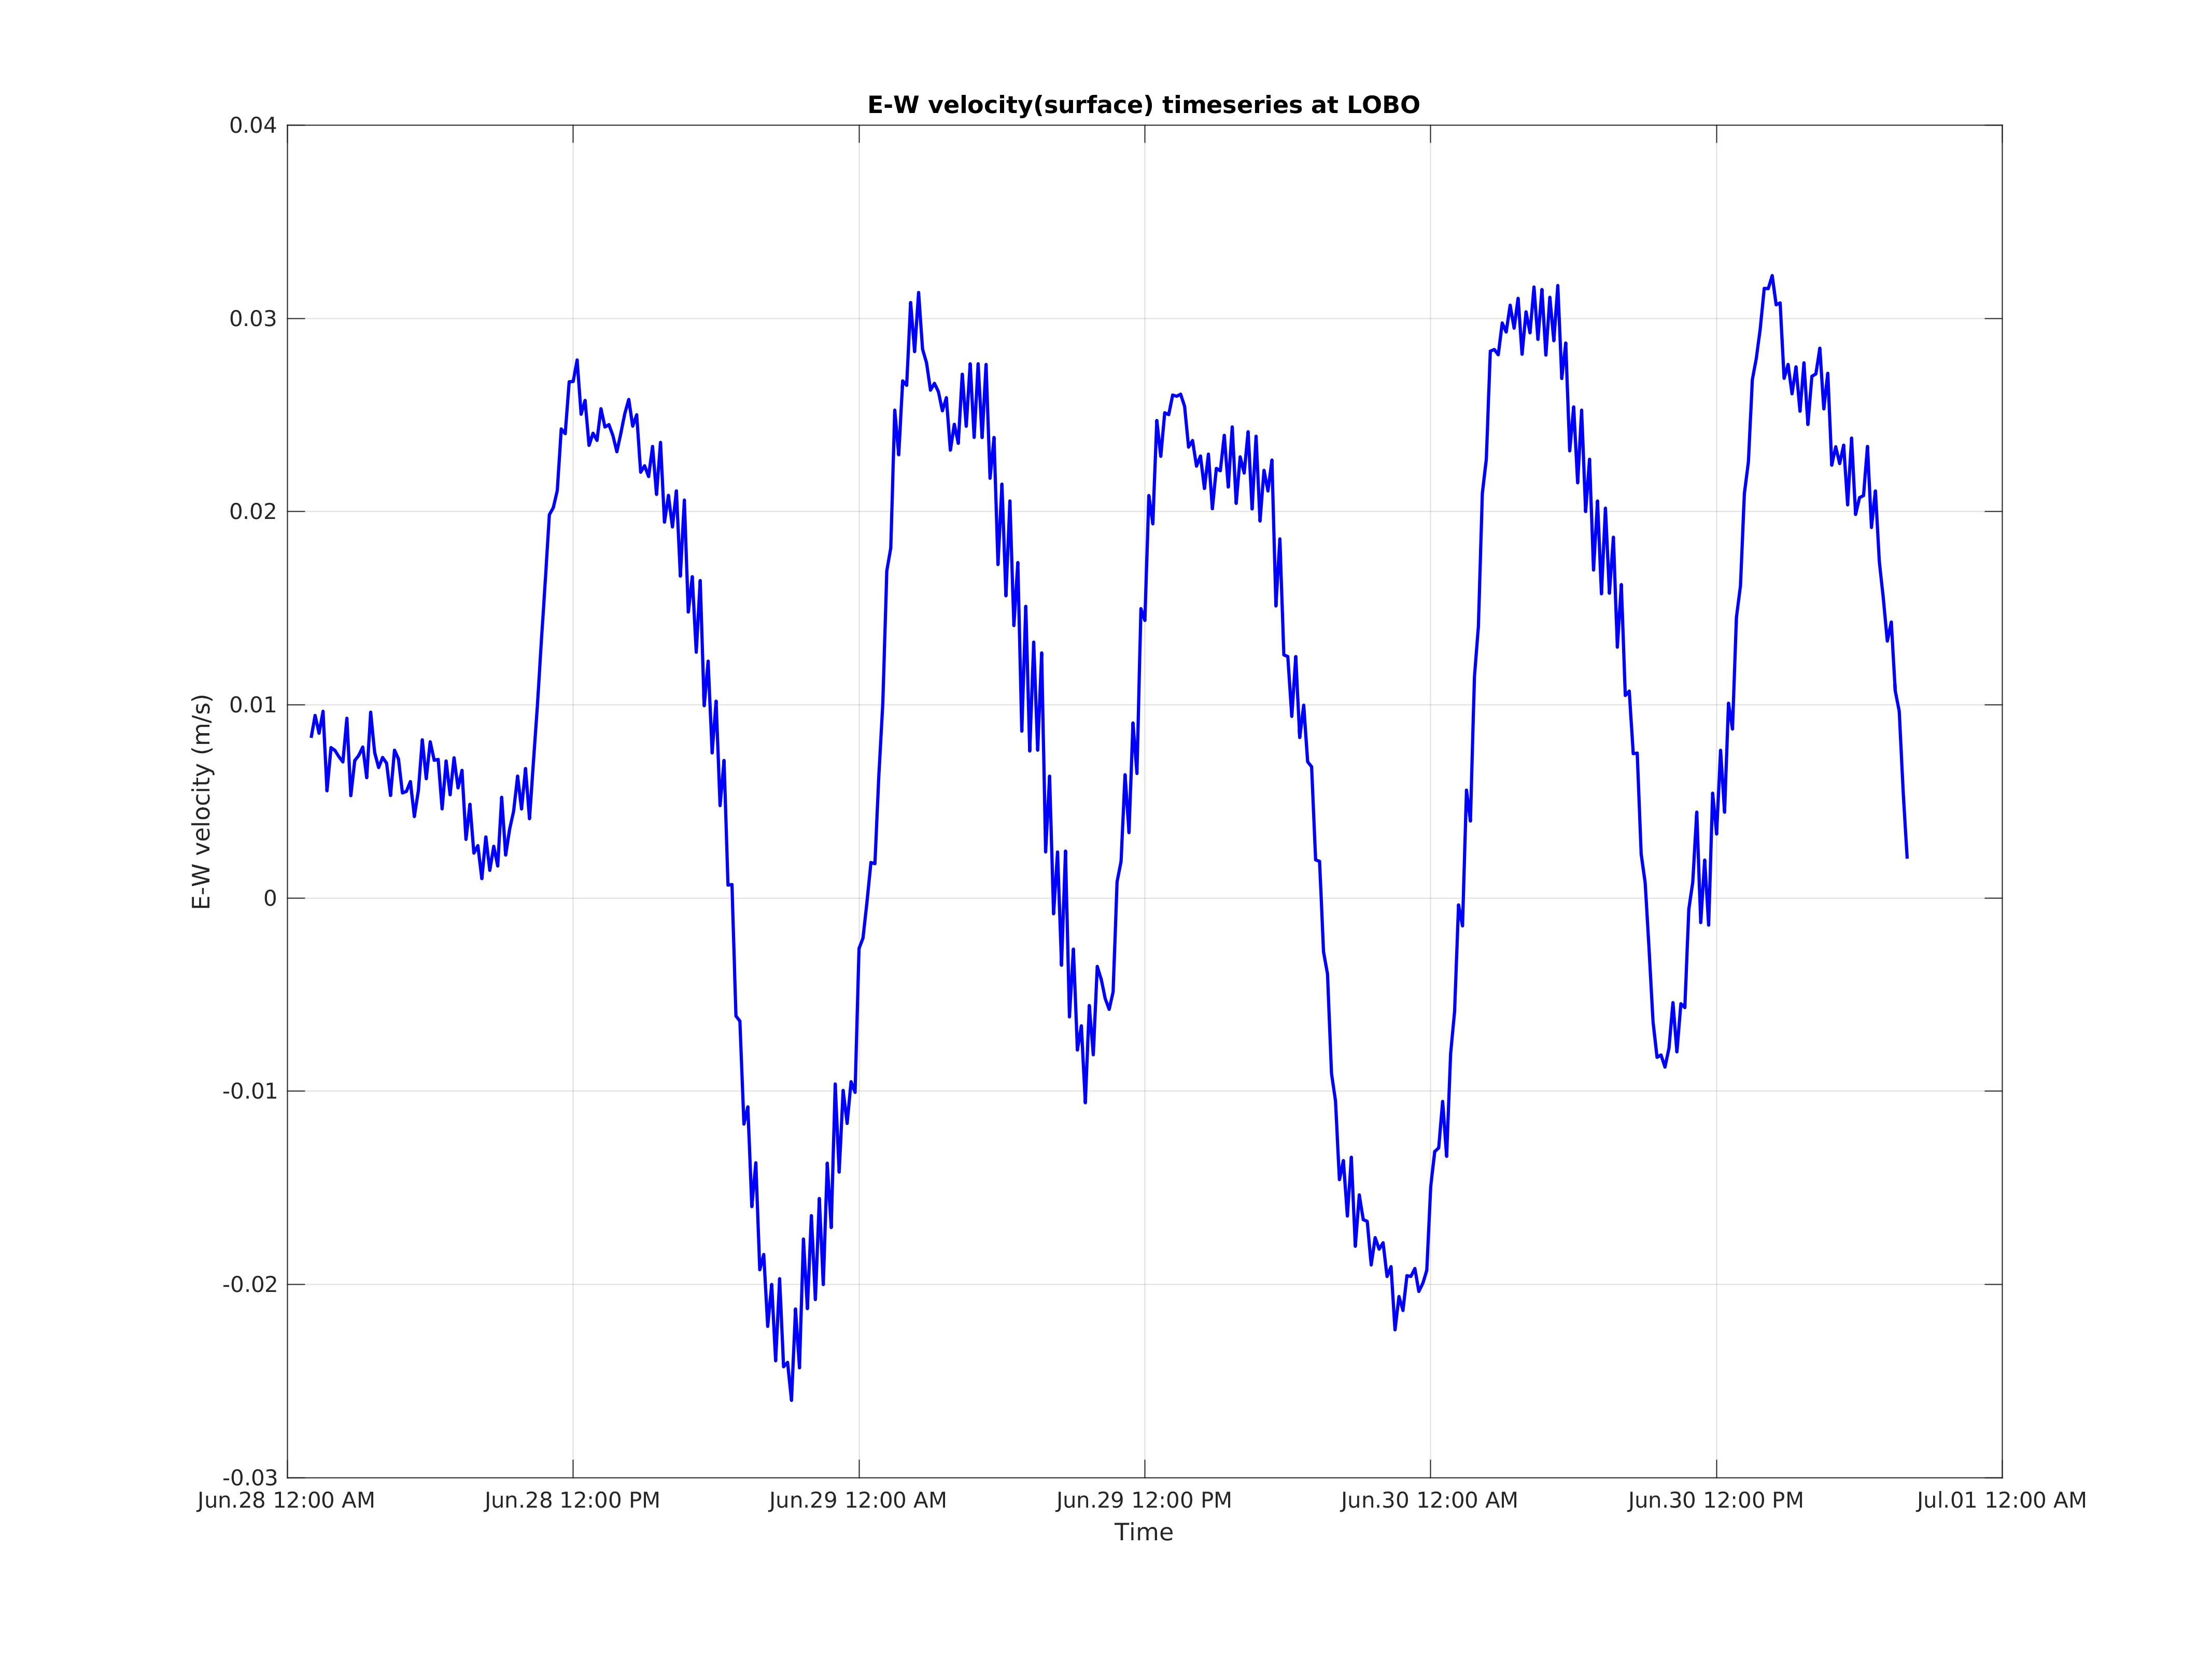 E-W velocity(surface) timeseries at LOBO
0.04
0.03
0.02
0.01
0
-0.01
-0.02
-0.03
E-W velocity (m/s)
Jun.28 12:00 AM Jun.28 12:00 PM Jun.29 12:00 AM Jun.29 12:00 PM Jun.30 12:00 AM Jun.30 12:00 PM Jul.01 12:00 AM
Time